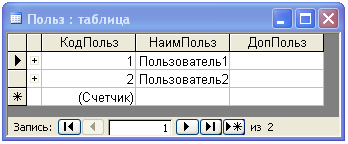 Польз : таблица
КодПольз НаимПольз ДопПольз
+ 1 Пользователь1
+ 2 Пользователь2
(Счетчик)
Запись: 1 из 2